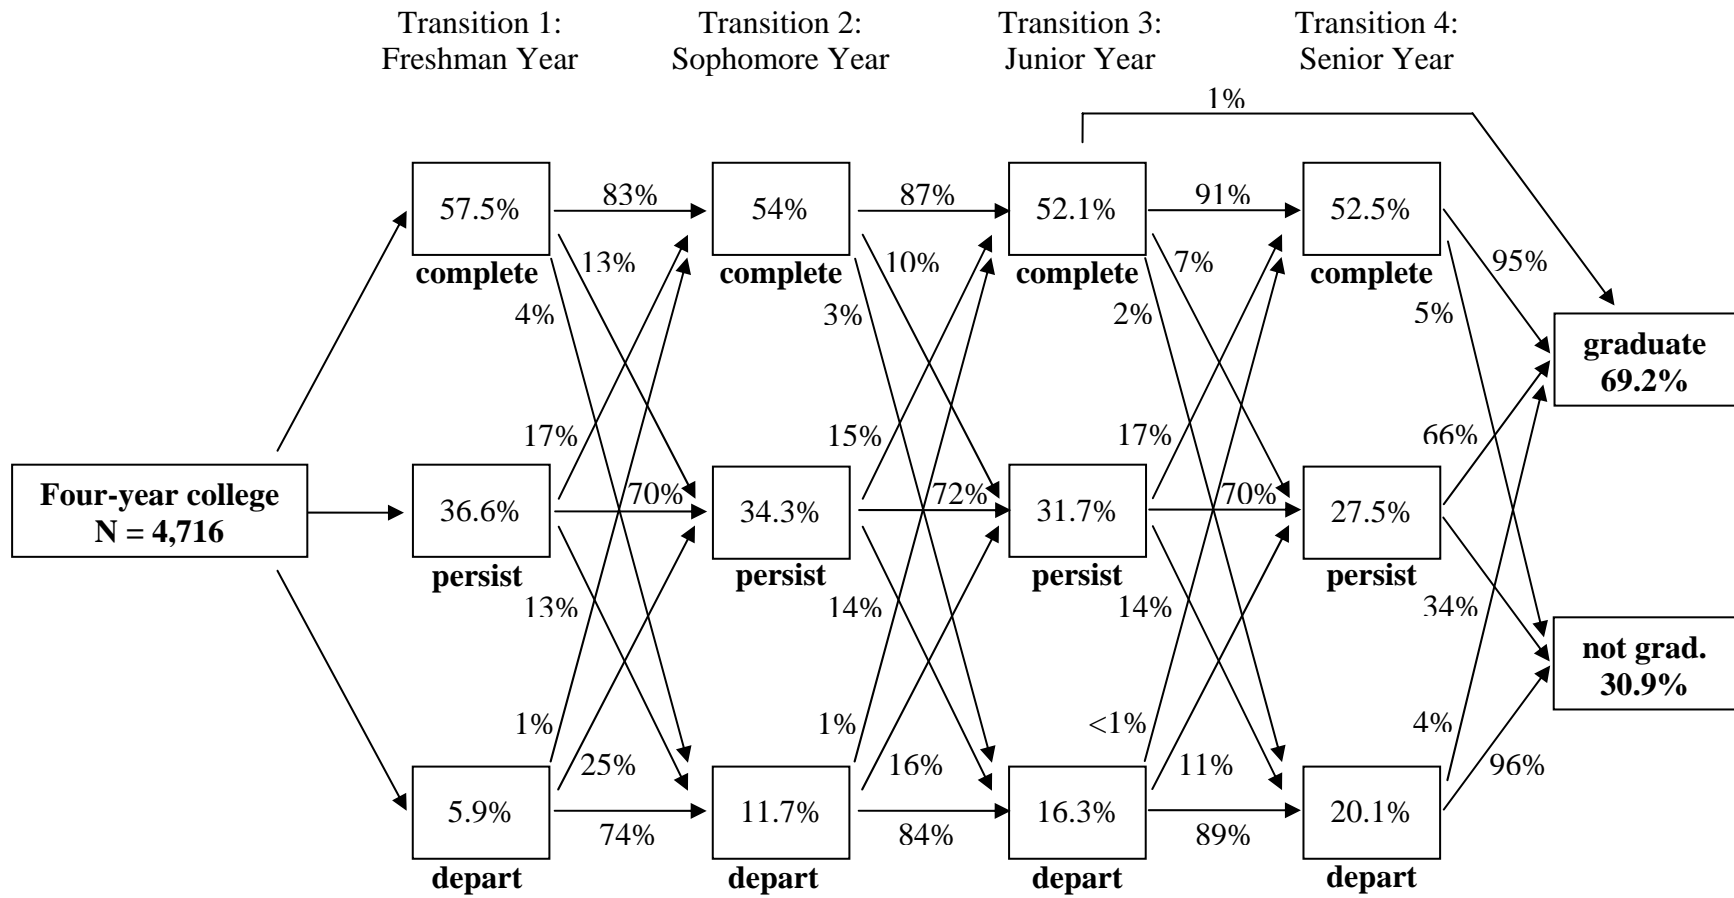 Transition 1:
Freshman Year
Transition 2:
Sophomore Year
Transition 3:
Junior Year
Transition 4:
Senior Year
1%
57.5%
complete
83%
54%
complete
87%
52.1%
complete
91%
52.5%
complete
13%
10%
7%
95%
4%
3%
2%
5%
graduate
69.2%
17%
15%
17%
66%
Four-year college
N = 4,716
36.6%
persist
70%
34.3%
persist
72%
31.7%
persist
70%
27.5%
persist
13%
14%
14%
34%
not grad.
30.9%
1%
1%
<1%
4%
25%
16%
11%
96%
5.9%
depart
74%
11.7%
depart
84%
16.3%
depart
89%
20.1%
depart